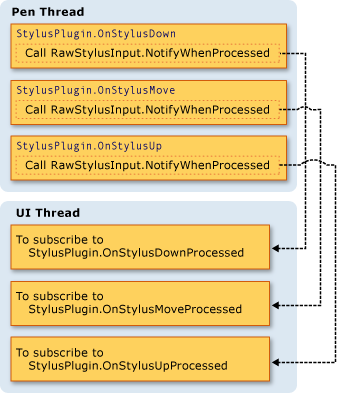 Pen Thread
StylusPlugin.OnStylusDown
Call RawStylusInput.NotifyWhenProcessed
StylusPlugin.OnStylusMove
Call RawStylusInput.NotifyWhenProcessed
StylusPlugin.OnStylusUp
Call RawStylusInput.NotifyWhenProcessed
UI Thread
To subscribe to
StylusPlugin.OnStylusDownProcessed
To subscribe to
StylusPlugin.OnStylusMoveProcessed
To subscribe to
StylusPlugin.OnStylusUpProcessed